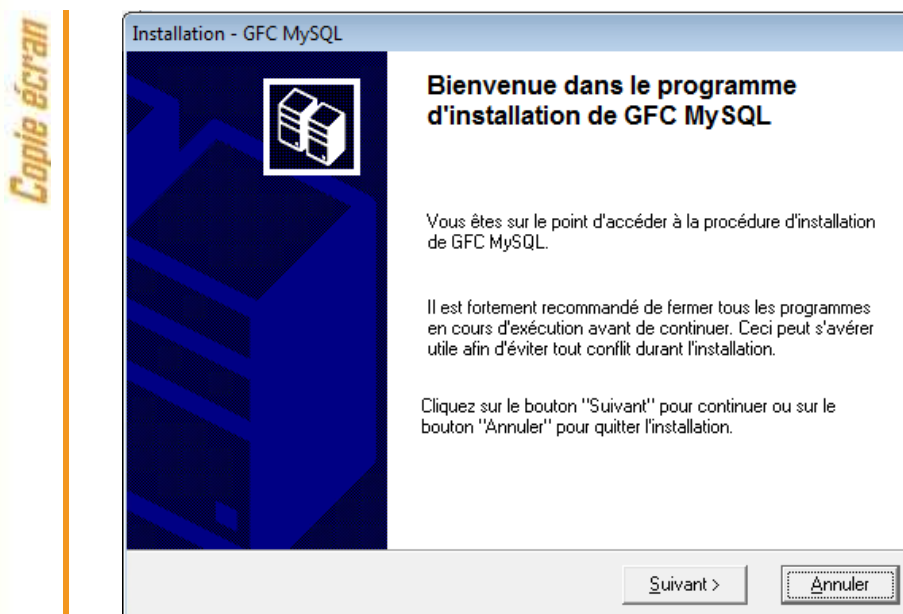 Copie écran
Installation - GFC MySQL
Bienvenue dans le programme
d'installation de GFC MySQL
Vous êtes sur le point d'accéder à la procédure d'installation
de GFC MySQL.
Il est fortement recommandé de fermer tous les programmes
en cours d'exécution avant de continuer. Ceci peut s'avérer
utile afin d'éviter tout conflit durant l'installation.
Cliquez sur le bouton "Suivant" pour continuer ou sur le
bouton "Annuler" pour quitter l'installation.
Suivant > Annuler